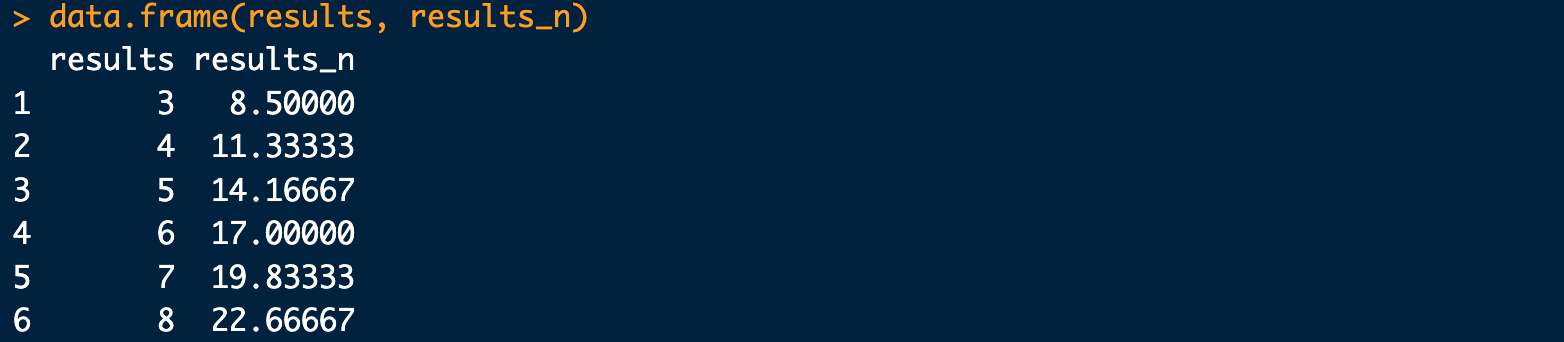 > data.frame(results, results_n)
  results results_n
1       3   8.50000
2       4  11.33333
3       5  14.16667
4       6  17.00000
5       7  19.83333
6       8  22.66667